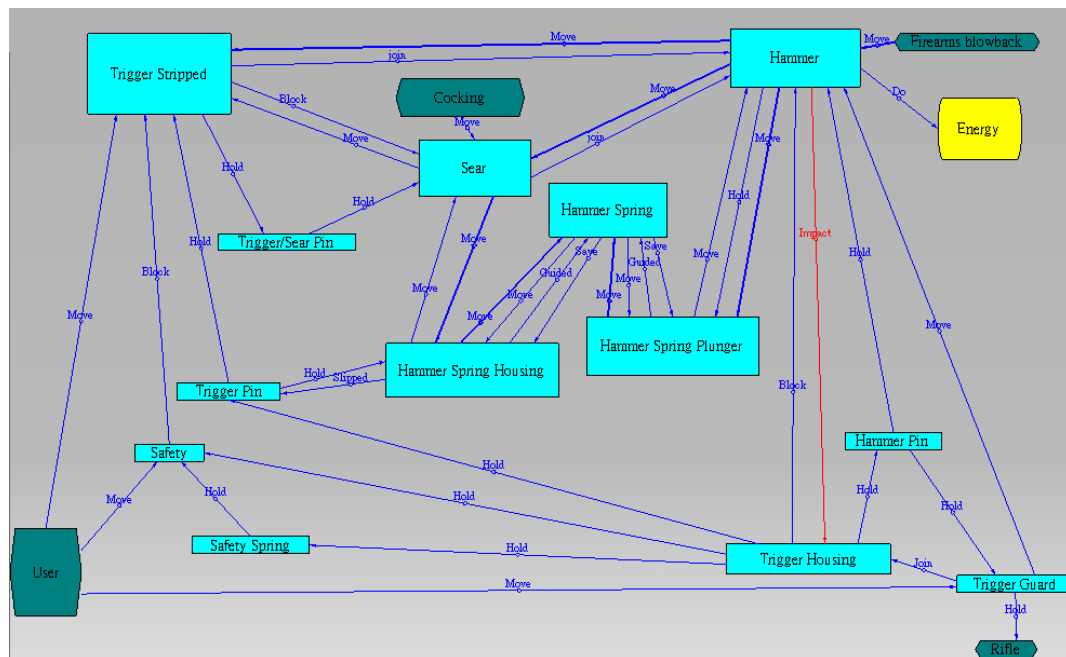 Move
Move
Firearms blowback
join
Hammer
Trigger Stripped
Block
Cocking
Move
Move
Do
Move
Move
join
Energy
Sear
Hold
Hold
Move
Hold
Hammer Spring
Trigger/Sear Pin
Hold
Move
Impact
Save
Save
Guided
Guided
Move
Move
Move
Hold
Block
Move
Move
Move
Move
Hammer Spring Plunger
Hammer Spring Housing
Hold
Slipped
Trigger Pin
Block
Move
Hammer Pin
Safety
Hold
Hold
Hold
Move
Hold
Hold
Safety Spring
Hold
Trigger Housing
Join
User
Move
Trigger Guard
Hold
Rifle